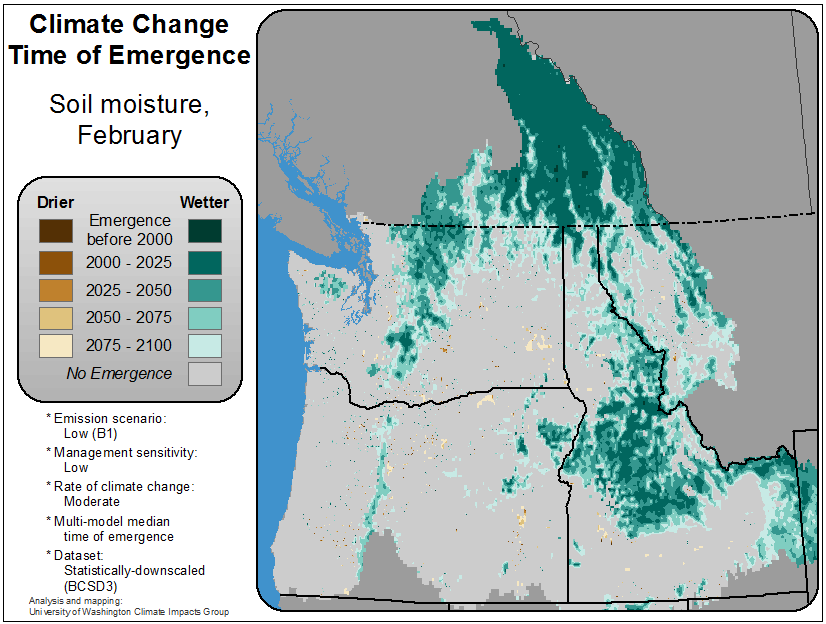 Climate Change
Time of Emergence
Soil moisture,
February
Drier
Wetter
Emergence
before 2000
2000 - 2025
2025 - 2050
2050 - 2075
2075 - 2100
No Emergence
* Emission scenario:
Low (B1)
* Management sensitivity:
Low
* Rate of climate change:
Moderate
* Multi-model median
time of emergence
* Dataset:
Statistically-downscaled
(BCSD3)
Analysis and mapping:
University of Washington Climate Impacts Group